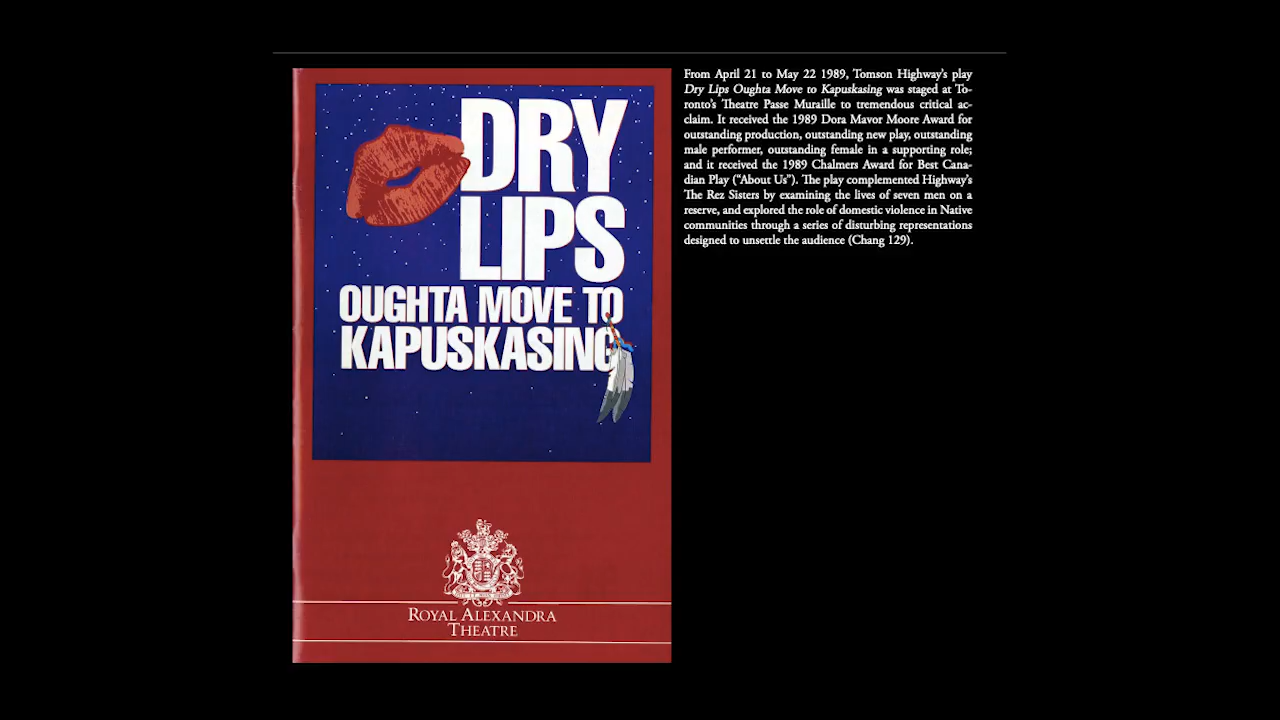 DRY
LIPS
OUGHTA MOVE TO
KAPUSKASING
ROYAL ALEXANDRA
THEATRE
From April 21 to May 22 1989, Tomson Highway's play
Dry Lips Oughta Move to Kapuskasing was staged at To-
ronto's Theatre Passe Muraille to tremendous critical ac-
claim. It received the 1989 Dora Mavor Moore Award for
outstanding production, outstanding new play, outstanding
male performer, outstanding female in a supporting role;
and it received the 1989 Chalmers Award for Best Cana-
dian Play (“About Us”). The play complemented Highway's
The Rez Sisters by examining the lives of seven men on a
reserve, and explored the role of domestic violence in Native
communities through a series of disturbing representations
designed to unsettle the audience (Chang 129).